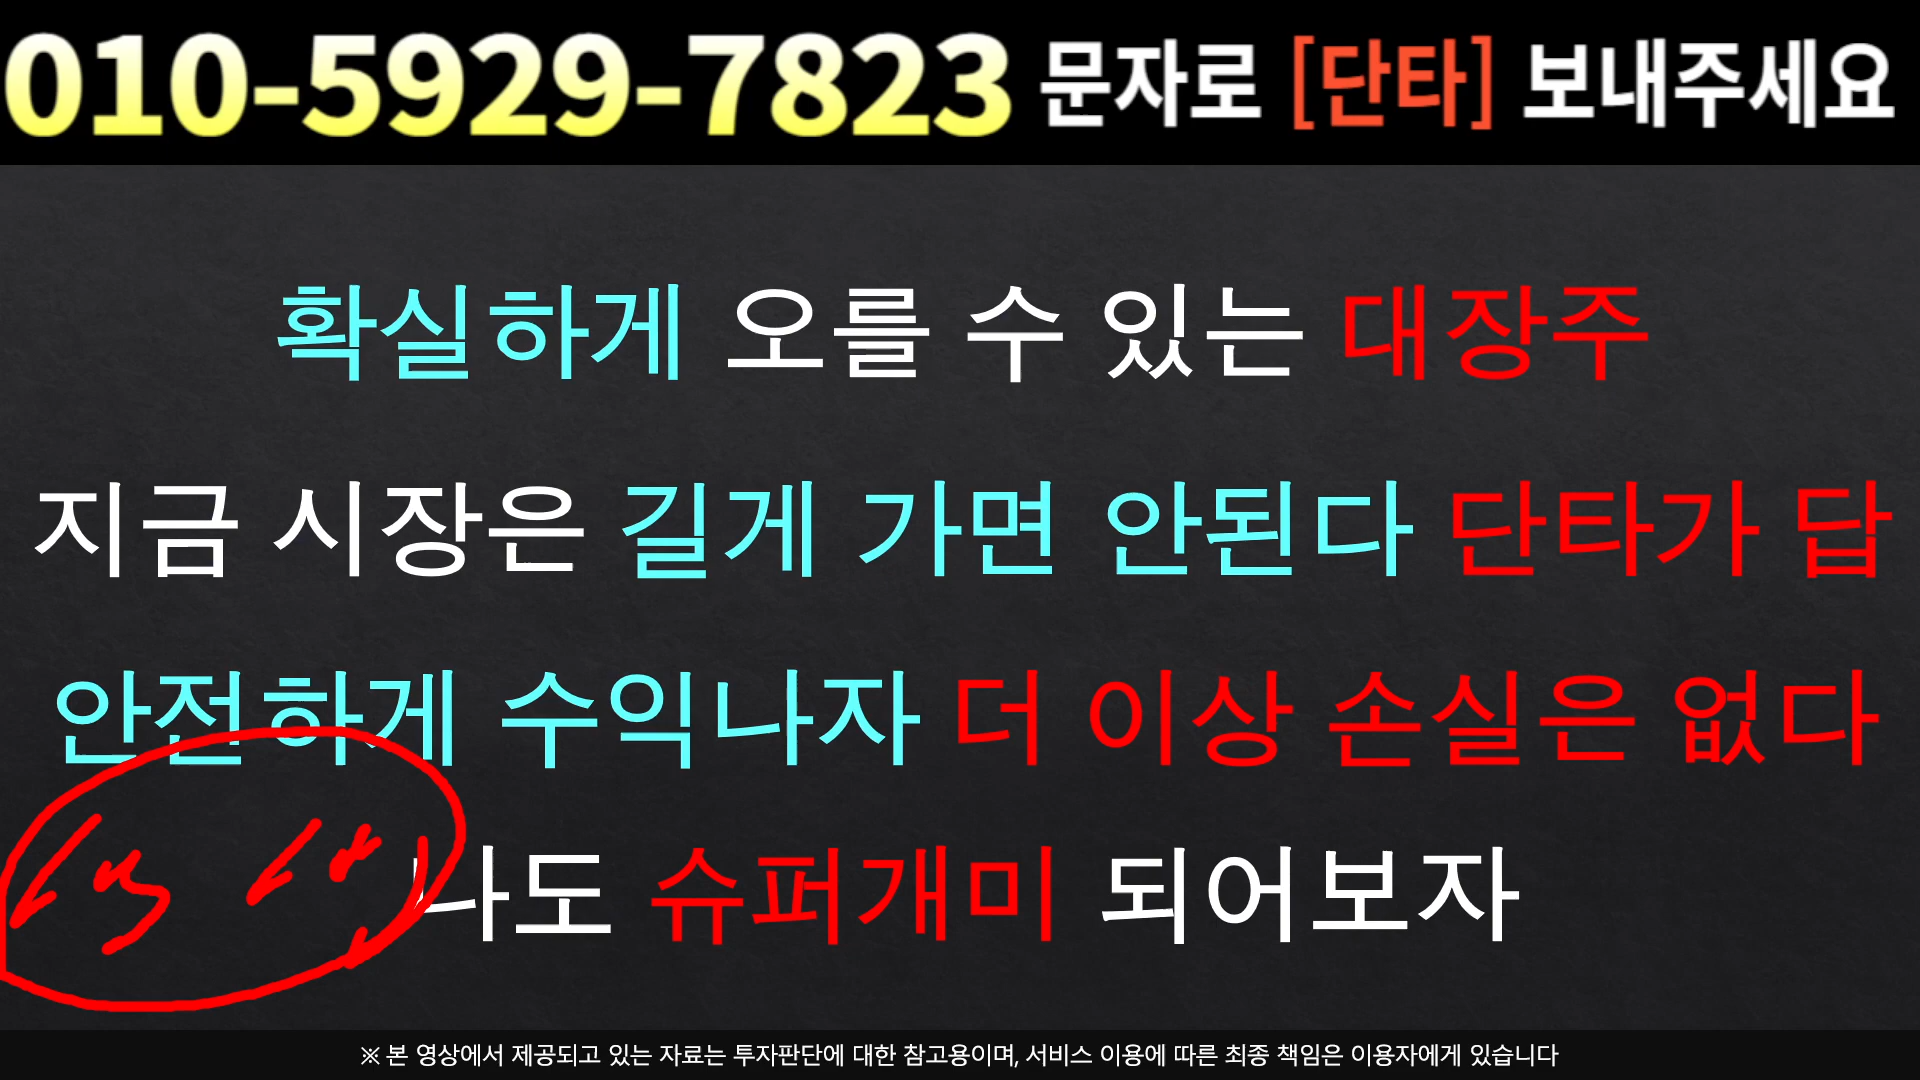 010-5929-7823 문자로 [단타] 보내주세요
확실하게 오를 수 있는 대장주
지금 시장은 길게 가면 안된다 단타가 답
안전하게 수익나자 더 이상 손실은 없다
나도 슈퍼개미 되어보자
※ 본 영상에서 제공되고 있는 자료는 투자판단에 대한 참고용이며, 서비스 이용에 따른 최종 책임은 이용자에게 있습니다